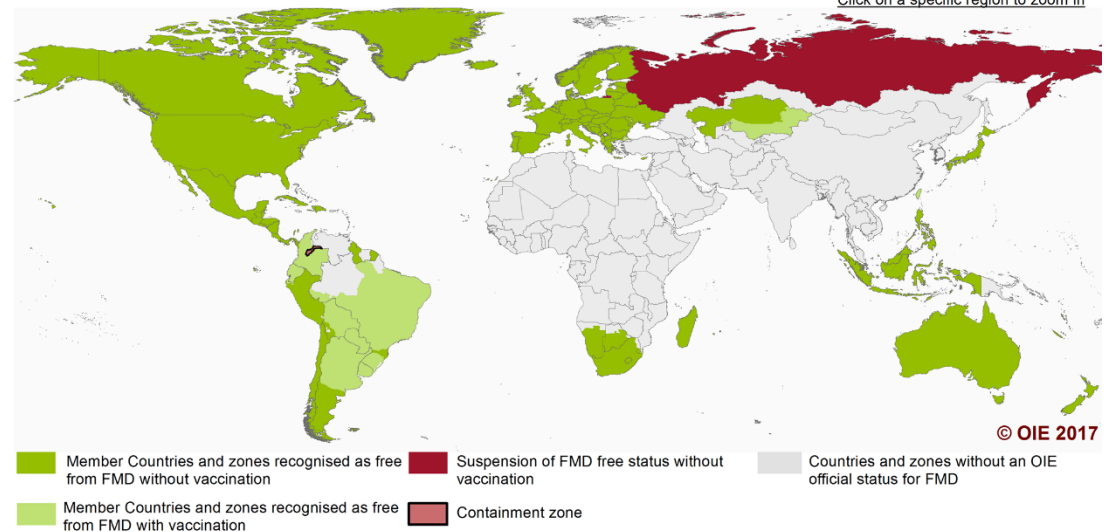 Click on a specific region to zoom in
© OIE 2017
Member Countries and zones recognised as free
from FMD without vaccination
Suspension of FMD free status without
vaccination
Countries and zones without an OIE
official status for FMD
Member Countries and zones recognised as free
from FMD with vaccination
Containment zone